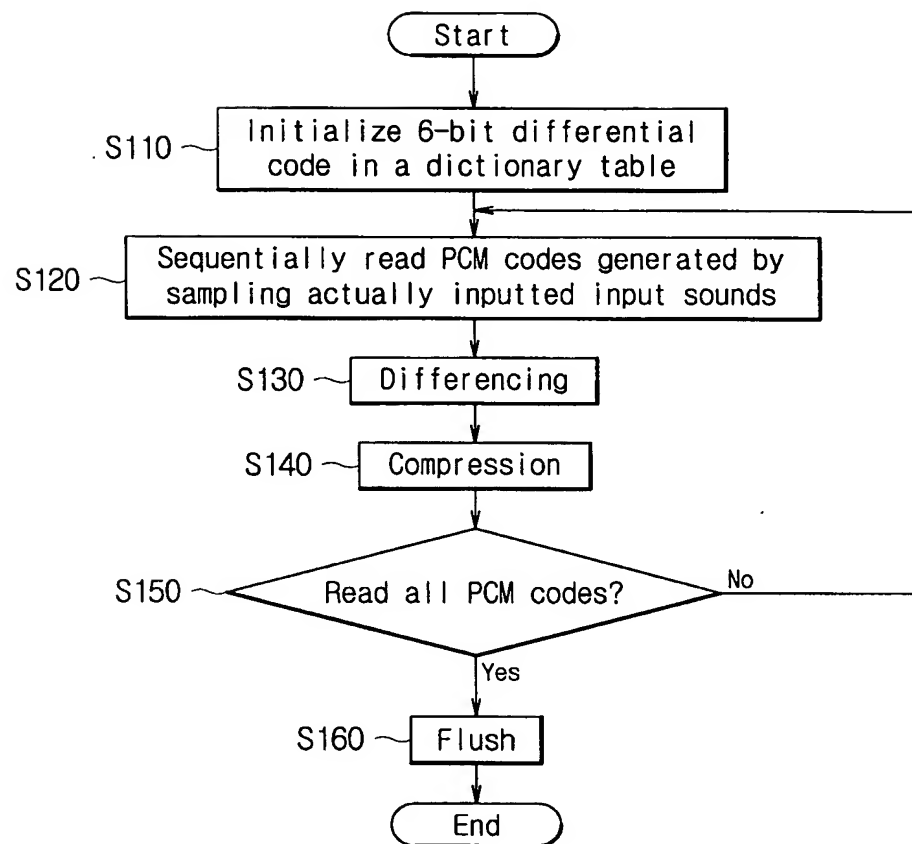 Start
S110
Initialize 6-bit differential
code in a dictionary table
S120
Sequentially read PCM codes generated by
sampling actually inputted input sounds
S130
Differencing
S140
Compression
S150
Read all PCM codes?
No
Yes
S160
Flush
End